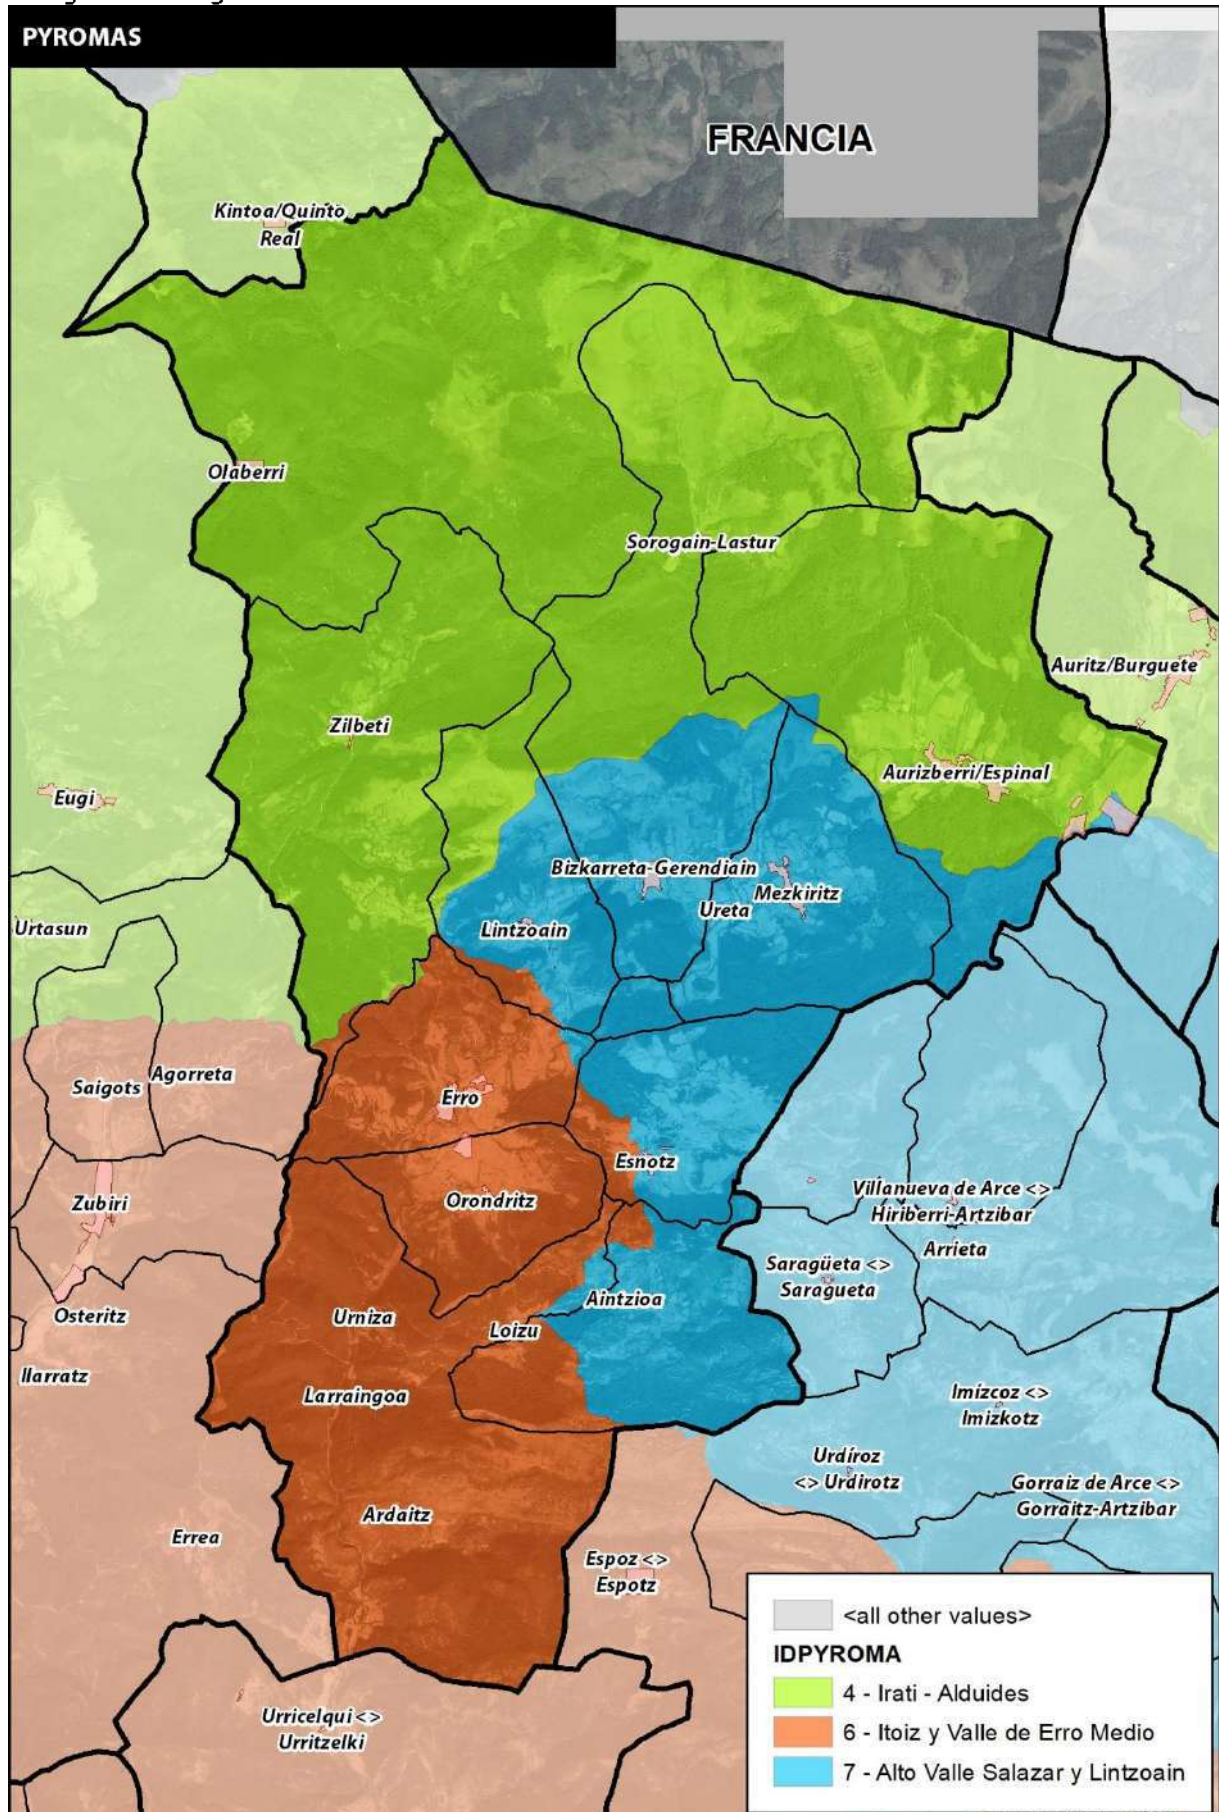 PYROMAS
FRANCIA
Kintoa/Quinto
Real
Olaberri
Sorogain-Lastur
Auritz/Burguete
Zilbeti
Aurizberri/Espinal
Eugi
Bizkarreta-Gerendiain
Mezkiritz
Ureta
Urtasun
Lintzoain
Agorreta
Saigots
Erro
Esnotz
Zubiri
Orondritz
Villanueva de Arce <>
Hiriberri-Artzibar
Arrieta
Saragüeta <>
Saragueta
Osteritz
Urniza
Loizu
Aintzioa
Ilarratz
Larraingoa
Imízcoz <>
Imizkotz
Urdíroz
<> Urdirotz
Gorraiz de Arce <>
Gorraitz-Artzibar
Ardaitz
Errea
Espoz <>
Espotz
Urricelqui <>
Urritzelki
<all other values>
IDPYROMA
4 - Irati - Alduides
6 - Itoiz y Valle de Erro Medio
7 - Alto Valle Salazar y Lintzoain